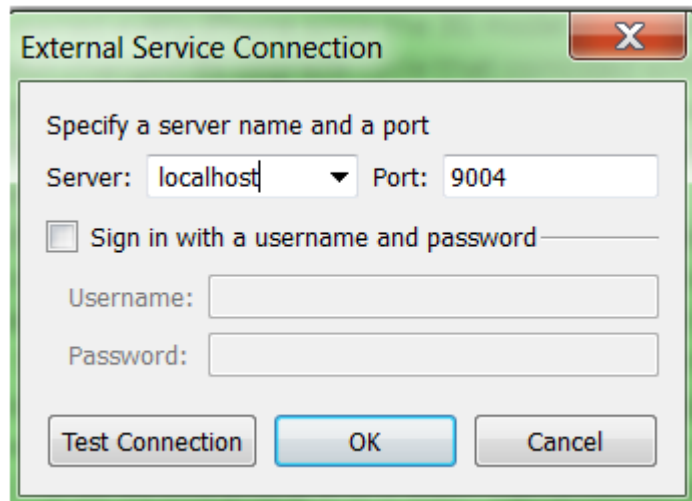 External Service Connection
Specify a server name and a port
Server: localhost Port: 9004
Sign in with a username and password
Username:
Password:
Test Connection OK Cancel